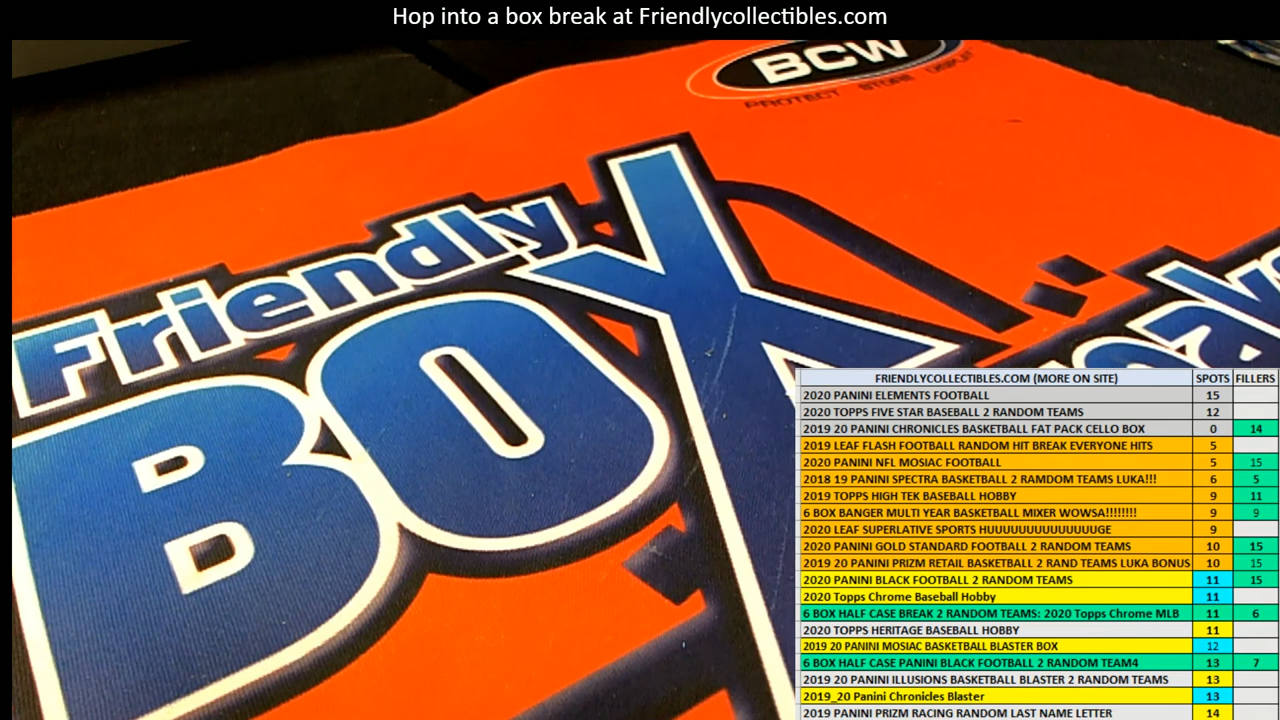 Hop into a box break at Friendlycollectibles.com
BCW
PROTECT STORE DISPLAY
Friendly
BOX
FRIENDLYCOLLECTIBLES.COM (MORE ON SITE) SPOTS FILLERS
2020 PANINI ELEMENTS FOOTBALL 15
2020 TOPPS FIVE STAR BASEBALL 2 RANDOM TEAMS 12
2019 20 PANINI CHRONICLES BASKETBALL FAT PACK CELLO BOX 0 14
2019 LEAF FLASH FOOTBALL RANDOM HIT BREAK EVERYONE HITS 5
2020 PANINI NFL MOSIAC FOOTBALL 5 15
2018 19 PANINI SPECTRA BASKETBALL 2 RAMDOM TEAMS LUKA!!! 6 5
2019 TOPPS HIGH TEK BASEBALL HOBBY 9 11
6 BOX BANGER MULTI YEAR BASKETBALL MIXER WOWSA!!!!!!!! 9 9
2020 LEAF SUPERLATIVE SPORTS HUUUUUUUUUUUUUUGE 9
2020 PANINI GOLD STANDARD FOOTBALL 2 RANDOM TEAMS 10 15
2019 20 PANINI PRIZM RETAIL BASKETBALL 2 RAND TEAMS LUKA BONUS 10 15
2020 PANINI BLACK FOOTBALL 2 RANDOM TEAMS 11 15
2020 Topps Chrome Baseball Hobby 11
6 BOX HALF CASE BREAK 2 RANDOM TEAMS: 2020 Topps Chrome MLB 11 6
2020 TOPPS HERITAGE BASEBALL HOBBY 11
2019 20 PANINI MOSIAC BASKETBALL BLASTER BOX 12
6 BOX HALF CASE PANINI BLACK FOOTBALL 2 RANDOM TEAM4 13 7
2019 20 PANINI ILLUSIONS BASKETBALL BLASTER 2 RANDOM TEAMS 13
2019_20 Panini Chronicles Blaster 13
2019 PANINI PRIZM RACING RANDOM LAST NAME LETTER 14